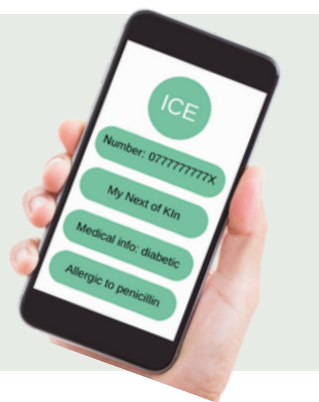 ICE
Number: 0777777777X
My Next of KIn
Medical info: diabetic
Allergic to penicillin